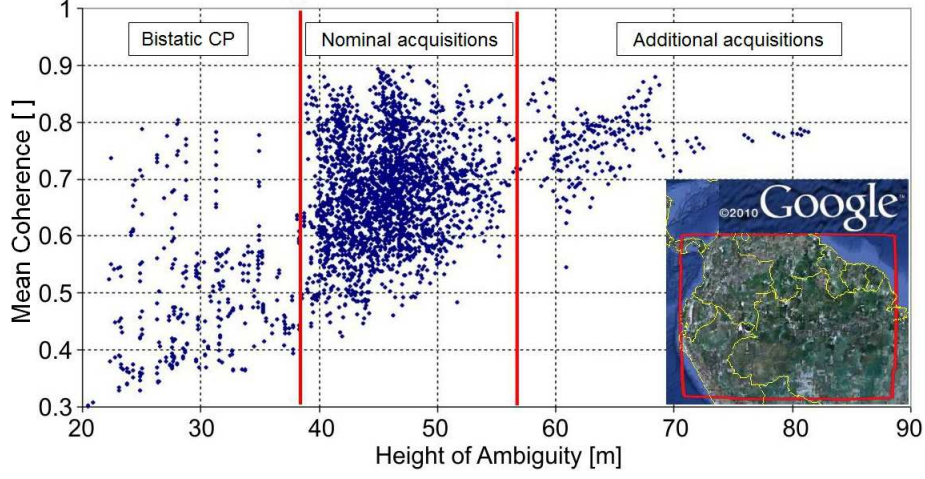 Bistatic CP
Nominal acquisitions
Additional acquisitions
1
0.9
0.8
0.7
0.6
0.5
0.4
0.3
Mean Coherence [ ]
20
30
40
50
60
70
80
90
Height of Ambiguity [m]
©2010 Google™